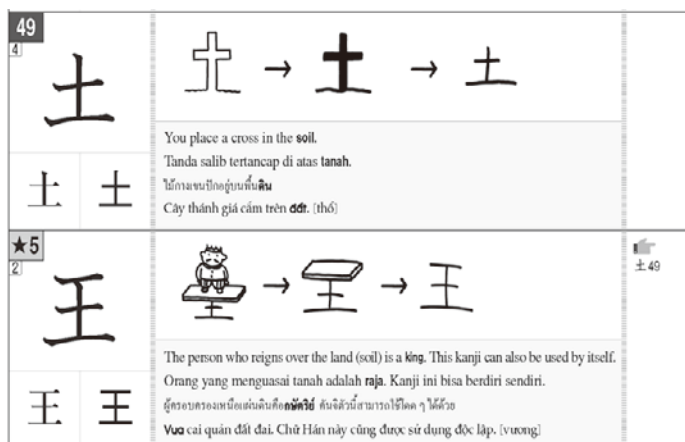 49
4
土
土 土
土
You place a cross in the soil.
Tanda salib tertancap di atas tanah.
ไม้กางเขนปักอยู่บนพื้นดิน
Cây thánh giá cắm trên đất. [thổ]
★5
2
王
王 王
王
☞
土49
The person who reigns over the land (soil) is a king. This kanji can also be used by itself.
Orang yang menguasai tanah adalah raja. Kanji ini bisa berdiri sendiri.
ผู้ครอบครองเหนือแผ่นดินคือกษัตริย์ คันจิตัวนี้สามารถใช้โดด ๆ ได้ด้วย
Vua cai quản đất đai. Chữ Hán này cũng được sử dụng độc lập. [vương]